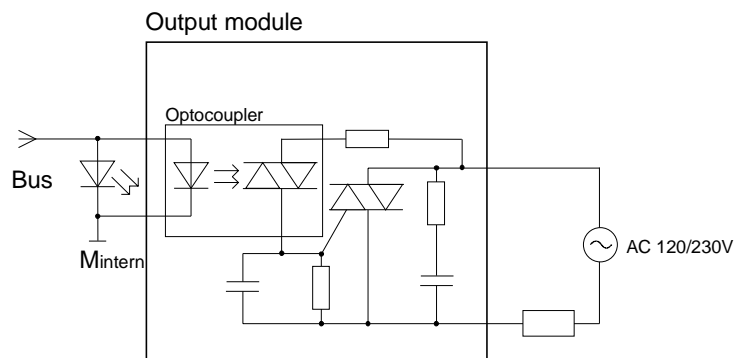 Output module
Optocoupler
Bus
Mintern
AC 120/230V